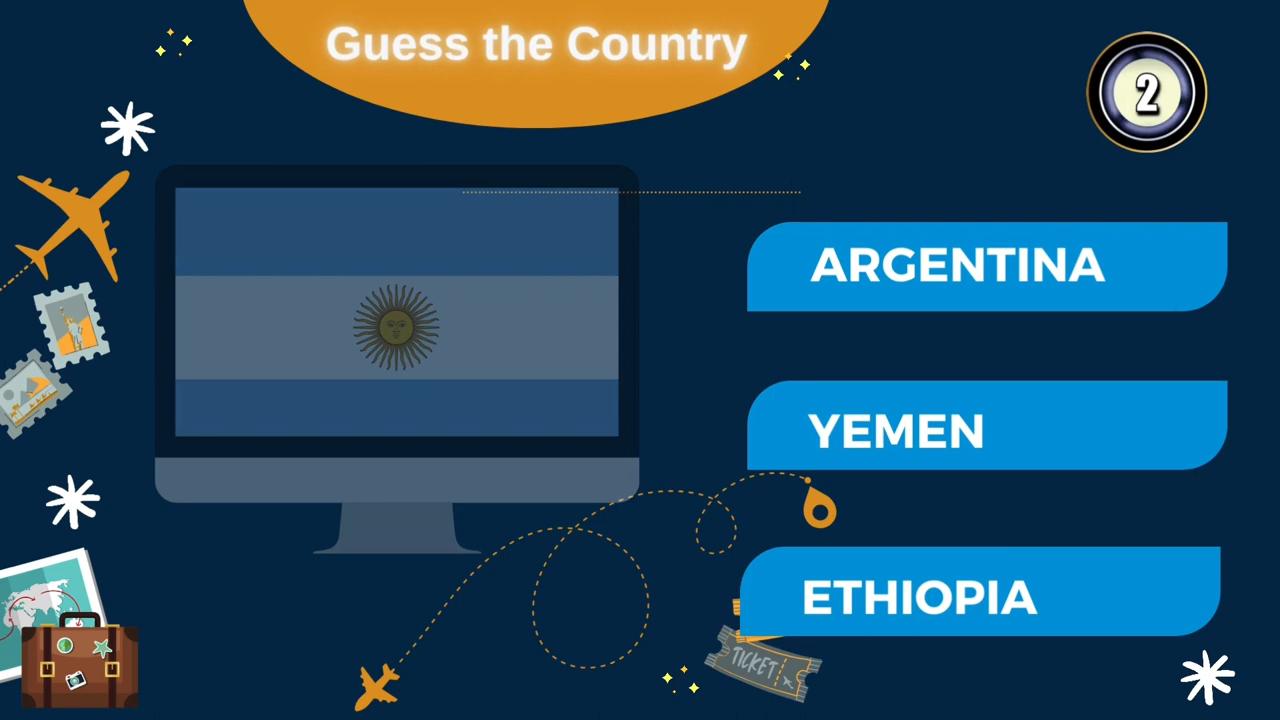 Guess the Country
2
ARGENTINA
YEMEN
ETHIOPIA
TICKET